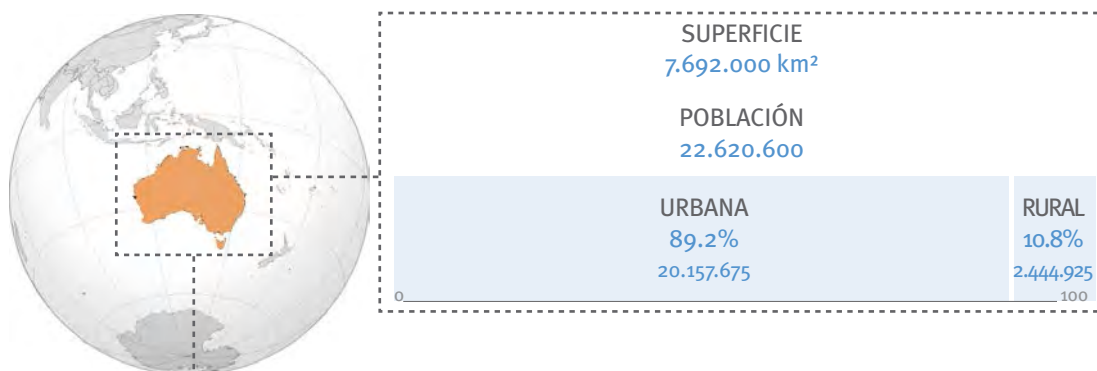 SUPERFICIE
7.692.000 km²
POBLACIÓN
22.620.600
URBANA
89.2%
20.157.675
RURAL
10.8%
2.444.925
0
100